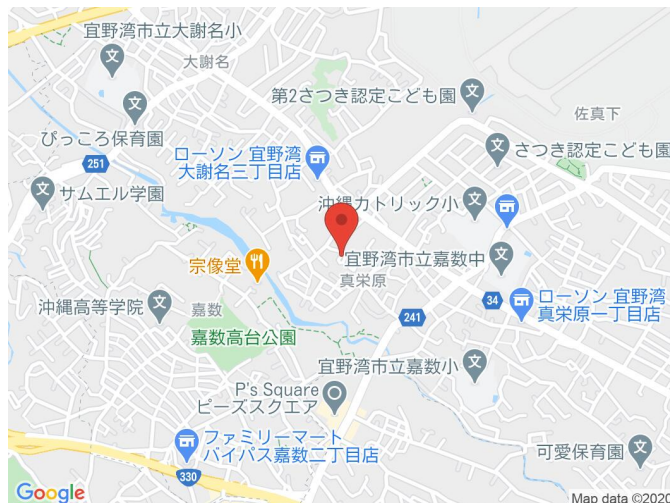 宜野湾市立大謝名小
大謝名
第2さつき認定こども園
佐真下
ぴっころ保育園
251
ローソン 宜野湾
大謝名三丁目店
さつき認定こども園
サムエル学園
沖縄カトリック小
宗像堂
宜野湾市立嘉数中
真栄原
沖縄高等学院
嘉数
34
ローソン 宜野湾
真栄原一丁目店
241
嘉数高台公園
宜野湾市立嘉数小
P's Square
ピーズスクエア
ファミリーマート
バイパス嘉数二丁目店
330
可愛保育園
Google
Map data ©2020